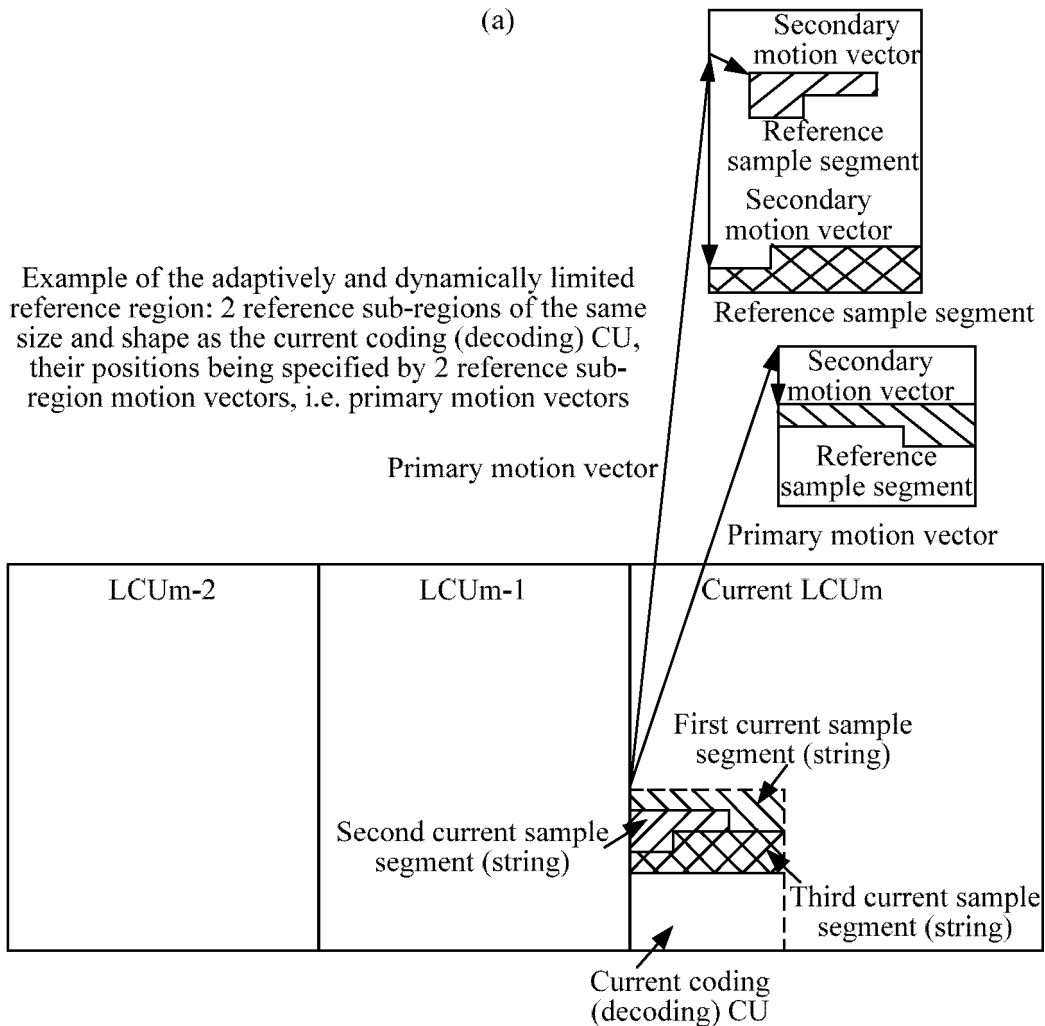 (a)
Secondary
motion vector
Reference
sample segment
Secondary
motion vector
Reference sample segment
Example of the adaptively and dynamically limited
reference region: 2 reference sub-regions of the same
size and shape as the current coding (decoding) CU,
their positions being specified by 2 reference sub-
region motion vectors, i.e. primary motion vectors
Secondary
motion vector
Reference
sample segment
Primary motion vector
Primary motion vector
LCUm-2
LCUm-1
Current LCUm
First current sample
segment (string)
Second current sample
segment (string)
Third current sample
segment (string)
Current coding
(decoding) CU